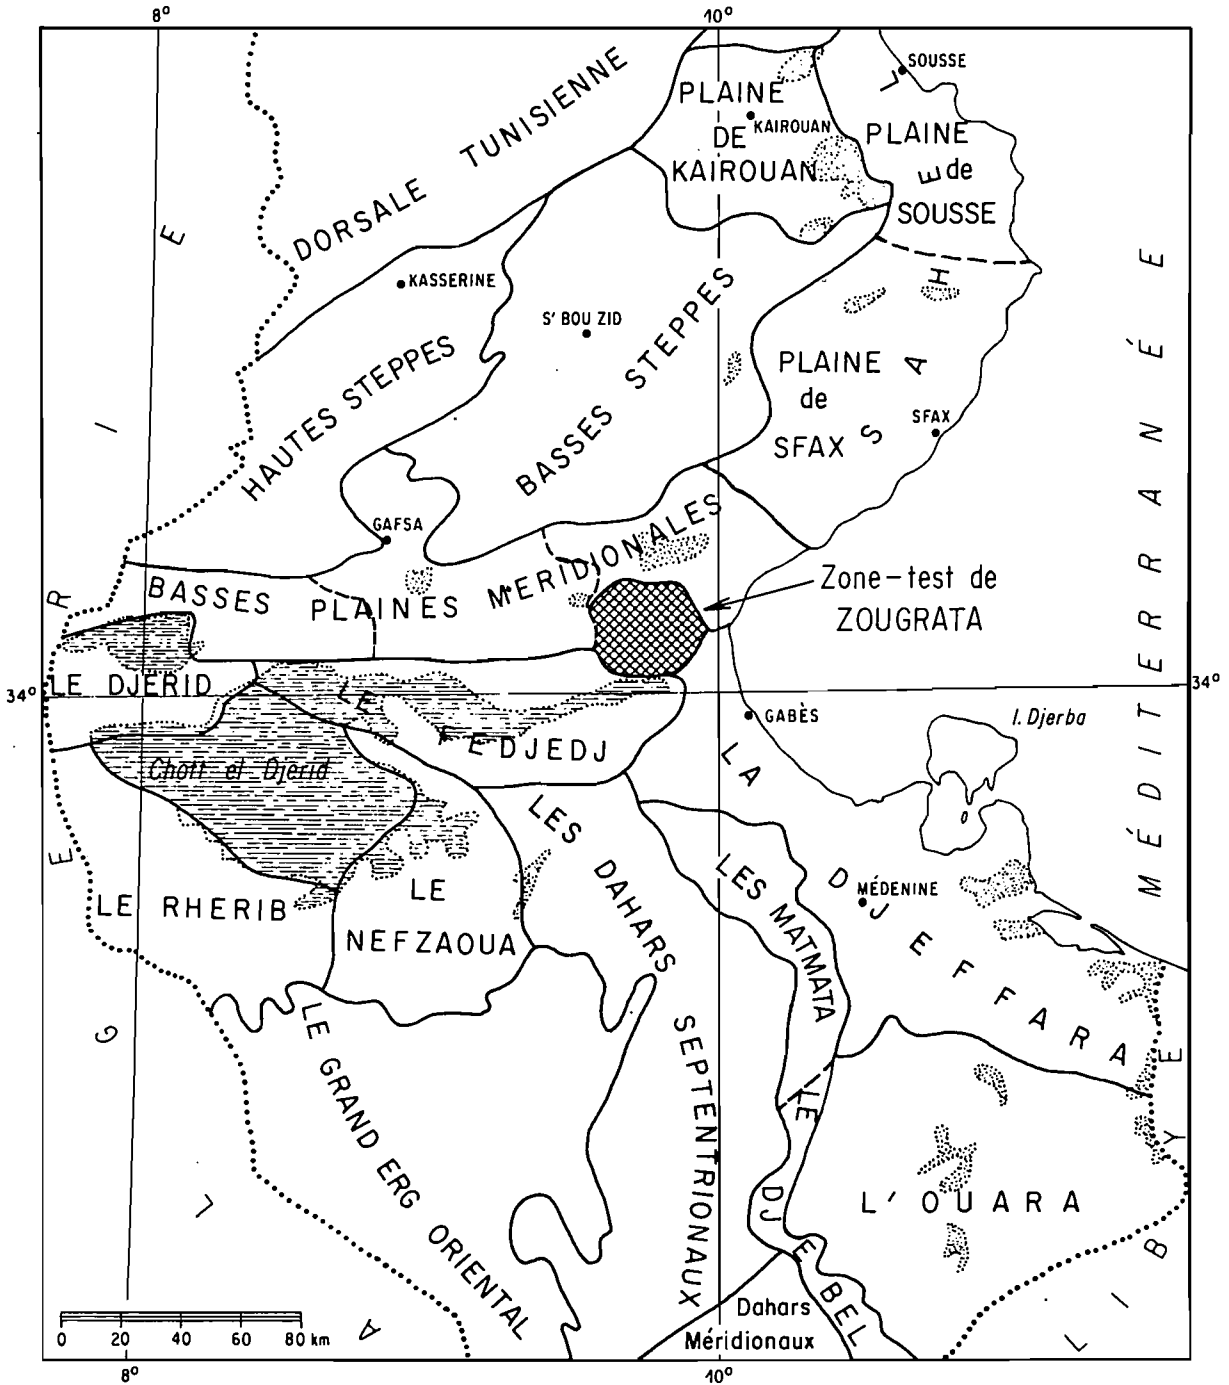 8°
10°
SOUSSE
DORSALE TUNISIENNE
PLAINE
DE
KAIROUAN
KAIROUAN
PLAINE
de
SOUSSE
LE SAHEL
KASSERINE
S' BOU ZID
HAUTES STEPPES
BASSES STEPPES
PLAINE
de
SFAX
SFAX
GAFSA
BASSES PLAINES MERIDIONALES
Zone-test de
ZOUGRATA
MÉDITERRANÉE
34°
34°
LE DJERID
LE FEDJEDJ
GABÈS
I. Djerba
Chott el Djerid
LA DJEFFARA
LE RHERIB
LE
NEFZAOUA
LES DAHARS SEPTENTRIONAUX
LES MATMATA
MÉDENINE
LE GRAND ERG ORIENTAL
LE DJEBEL
L'OUARA
Dahars
Méridionaux
ALGERIE
LIBYE
0 20 40 60 80 km
8°
10°